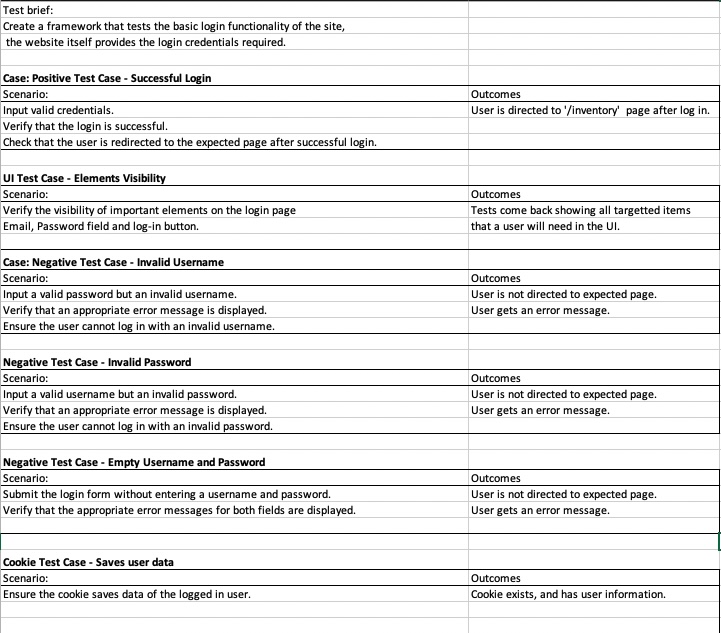 Test brief:
Create a framework that tests the basic login functionality of the site,
the website itself provides the login credentials required.
Case: Positive Test Case - Successful Login
Scenario: Outcomes
Input valid credentials. User is directed to '/inventory' page after log in.
Verify that the login is successful.
Check that the user is redirected to the expected page after successful login.
UI Test Case - Elements Visibility
Scenario: Outcomes
Verify the visibility of important elements on the login page Tests come back showing all targetted items
Email, Password field and log-in button. that a user will need in the UI.
Case: Negative Test Case - Invalid Username
Scenario: Outcomes
Input a valid password but an invalid username. User is not directed to expected page.
Verify that an appropriate error message is displayed. User gets an error message.
Ensure the user cannot log in with an invalid username.
Negative Test Case - Invalid Password
Scenario: Outcomes
Input a valid username but an invalid password. User is not directed to expected page.
Verify that an appropriate error message is displayed. User gets an error message.
Ensure the user cannot log in with an invalid password.
Negative Test Case - Empty Username and Password
Scenario: Outcomes
Submit the login form without entering a username and password. User is not directed to expected page.
Verify that the appropriate error messages for both fields are displayed. User gets an error message.
Cookie Test Case - Saves user data
Scenario: Outcomes
Ensure the cookie saves data of the logged in user. Cookie exists, and has user information.